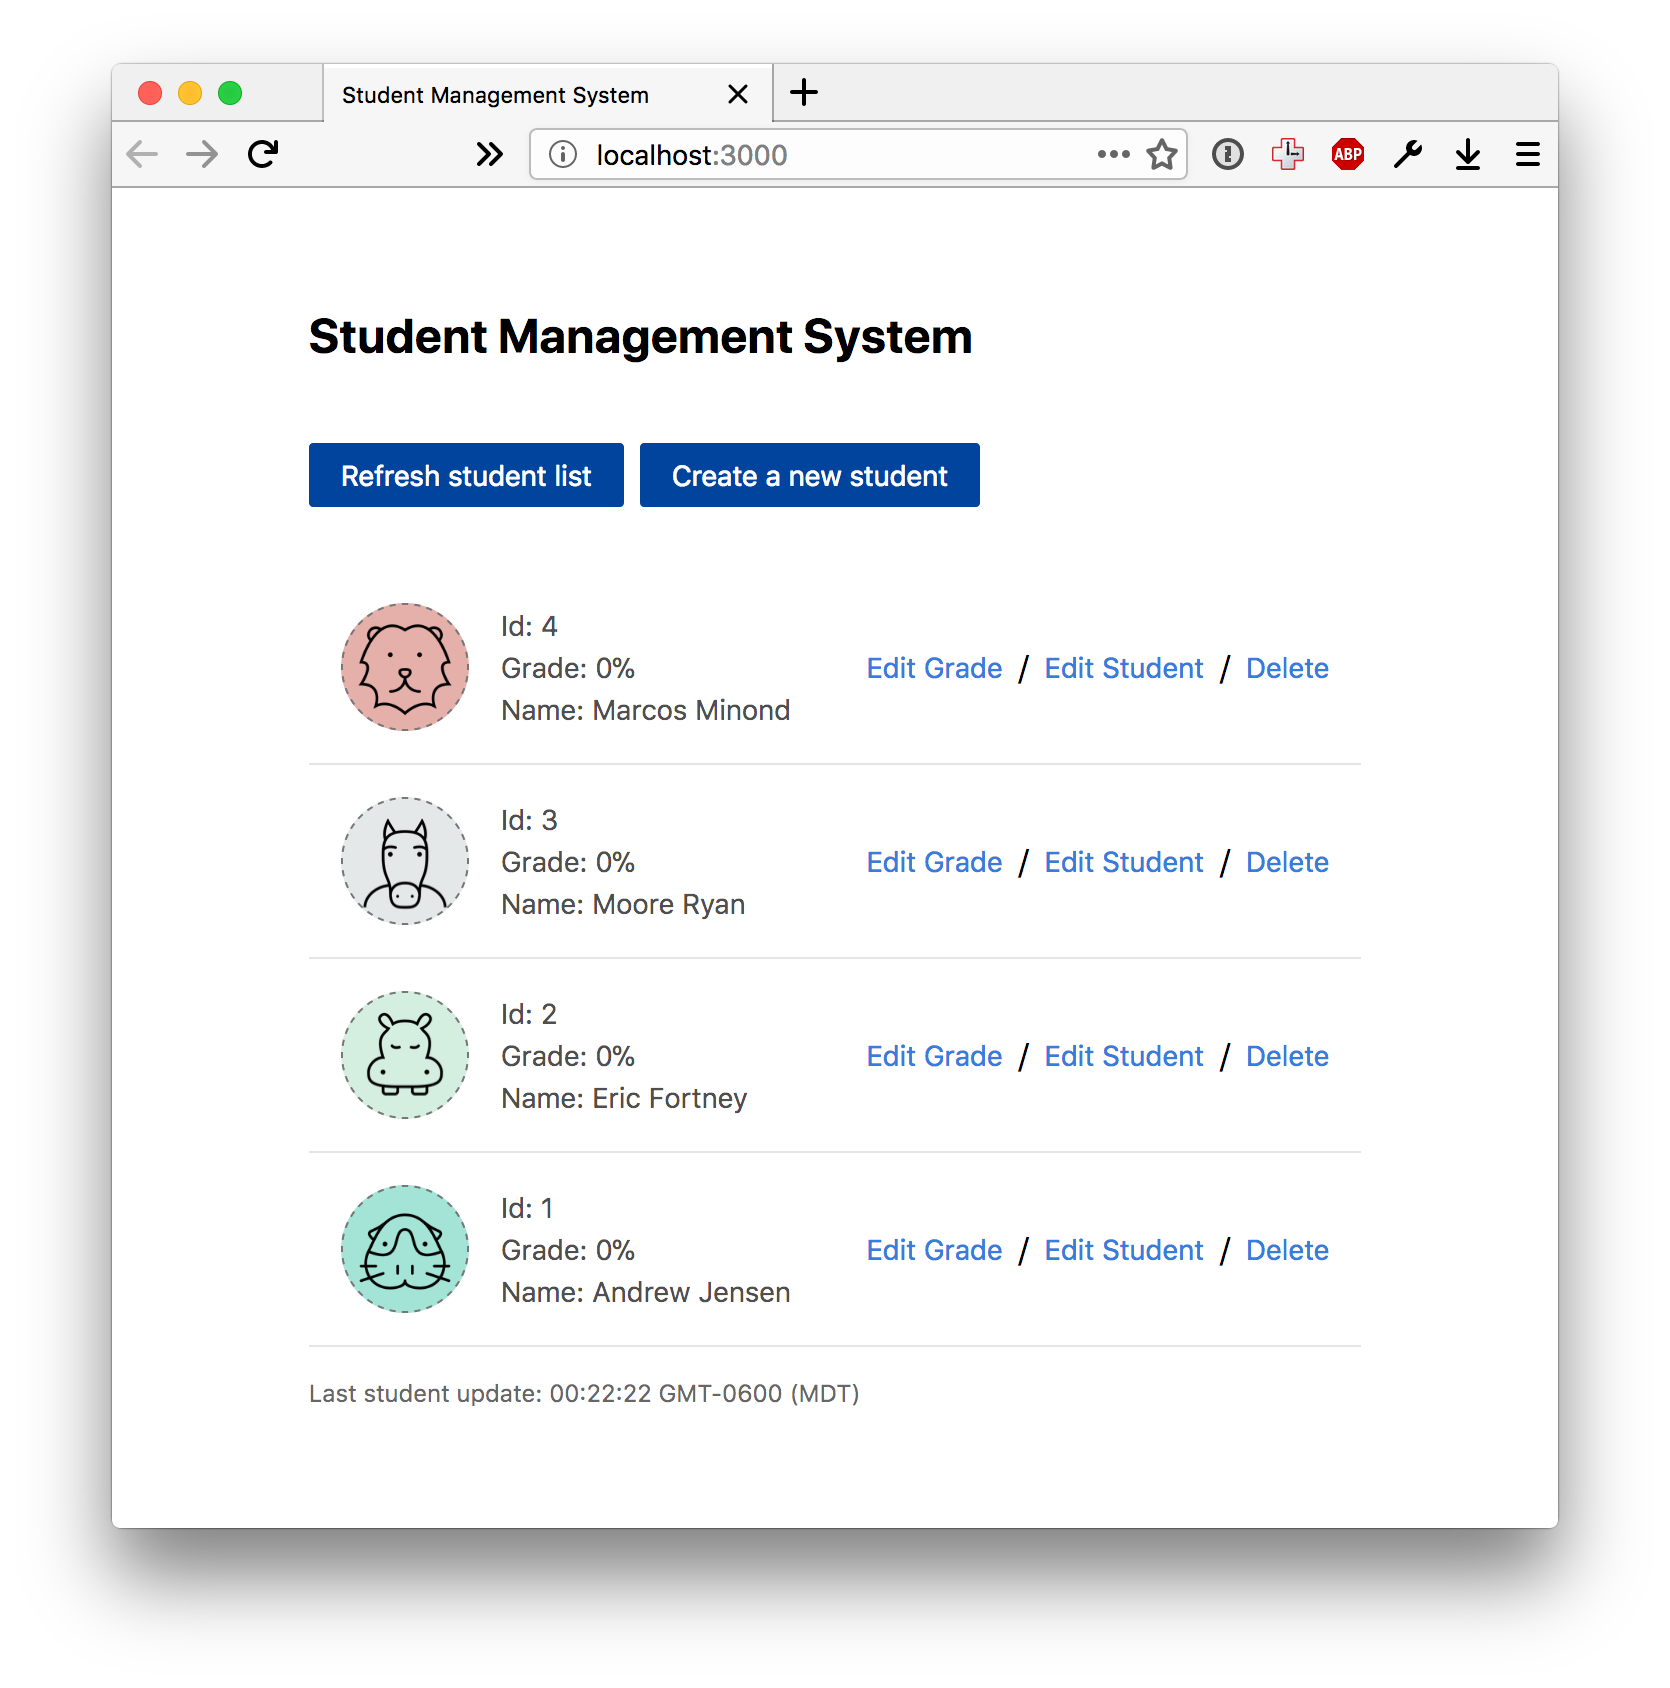 Student Management System
localhost:3000
ABP
Student Management System
Refresh student list
Create a new student
Id: 4
Grade: 0%
Name: Marcos Minond
Edit Grade / Edit Student / Delete
Id: 3
Grade: 0%
Name: Moore Ryan
Edit Grade / Edit Student / Delete
Id: 2
Grade: 0%
Name: Eric Fortney
Edit Grade / Edit Student / Delete
Id: 1
Grade: 0%
Name: Andrew Jensen
Edit Grade / Edit Student / Delete
Last student update: 00:22:22 GMT-0600 (MDT)